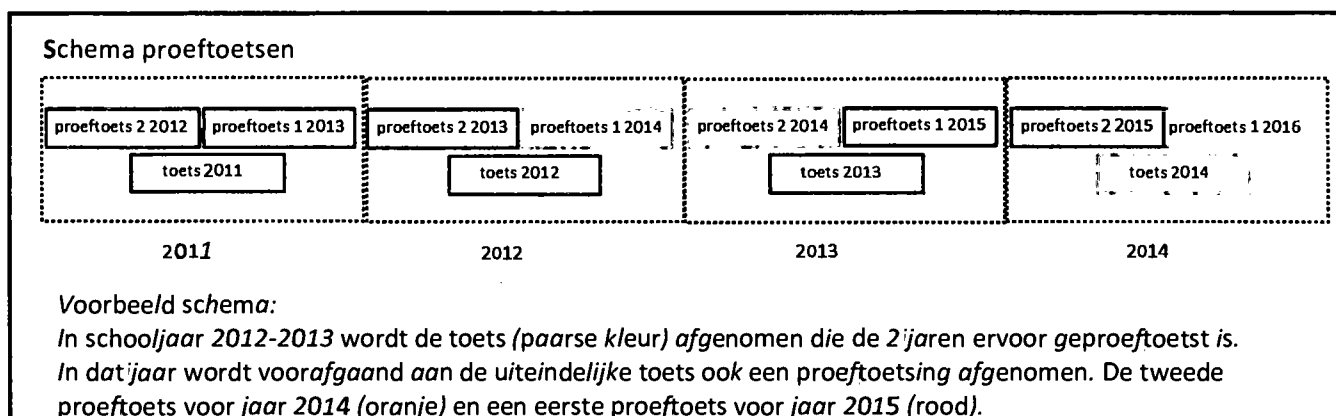 Schema proeftoetsen
proeftoets 2 2012 proeftoets 1 2013 proeftoets 2 2013 proeftoets 1 2014 proeftoets 2 2014 proeftoets 1 2015 proeftoets 2 2015 proeftoets 1 2016
toets 2011 toets 2012 toets 2013 toets 2014
2011 2012 2013 2014
Voorbeeld schema:
In schooljaar 2012-2013 wordt de toets (paarse kleur) afgenomen die de 2 jaren ervoor geproeftoetst is.
In dat jaar wordt voorafgaand aan de uiteindelijke toets ook een proeftoetsing afgenomen. De tweede
proeftoets voor jaar 2014 (oranje) en een eerste proeftoets voor jaar 2015 (rood).